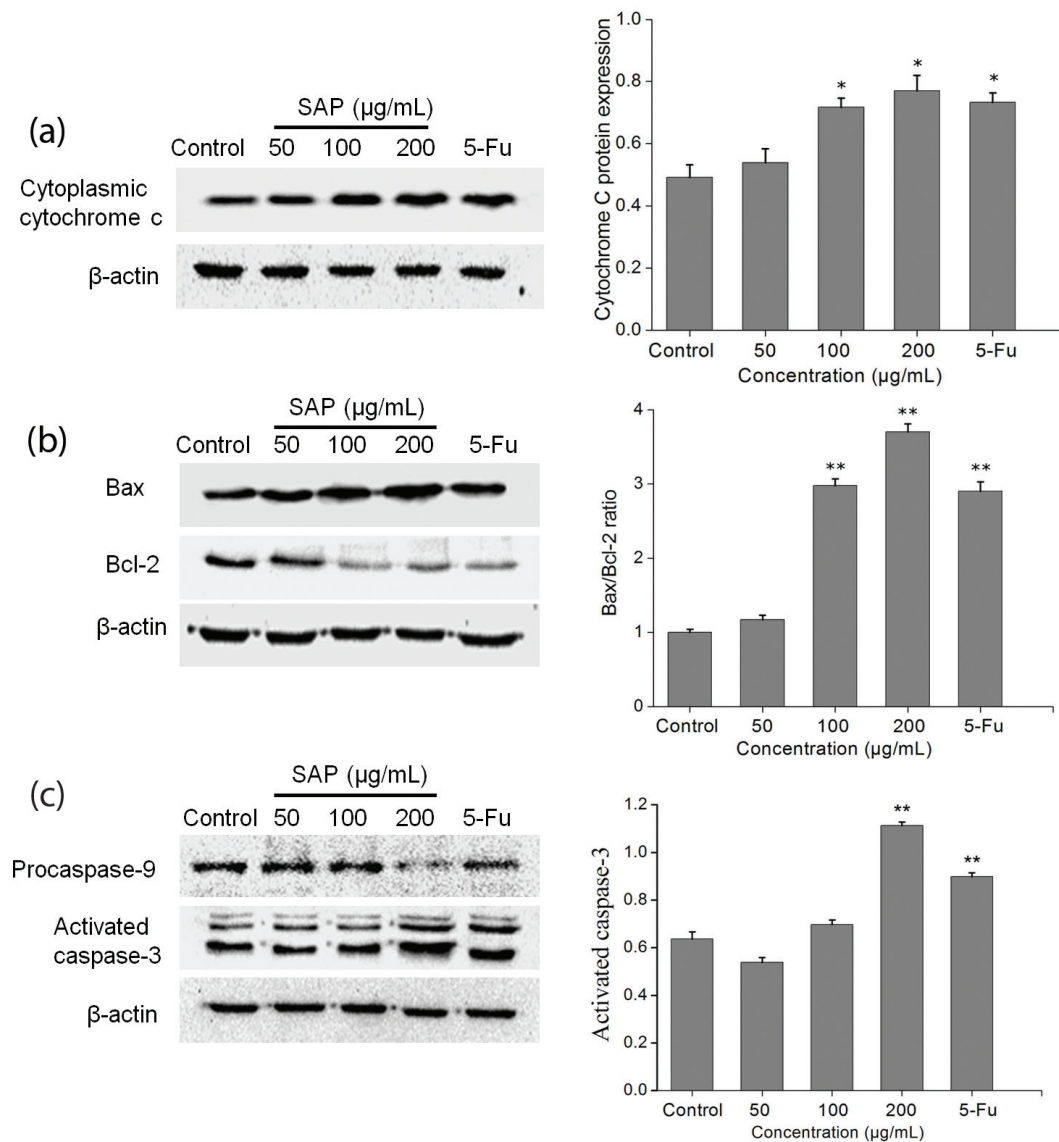 (a)
SAP (µg/mL)
Control 50 100 200 5-Fu
Cytoplasmic
cytochrome c
β-actin
Cytochrome C protein expression
1.0
0.8
0.6
0.4
0.2
0.0
* * *
Control 50 100 200 5-Fu
Concentration (µg/mL)
(b)
SAP (µg/mL)
Control 50 100 200 5-Fu
Bax
Bcl-2
β-actin
Bax/Bcl-2 ratio
4
3
2
1
0
** ** **
Control 50 100 200 5-Fu
Concentration (µg/mL)
(c)
SAP (µg/mL)
Control 50 100 200 5-Fu
Procaspase-9
Activated
caspase-3
β-actin
Activated caspase-3
1.2
1.0
0.8
0.6
0.4
0.2
0.0
** **
Control 50 100 200 5-Fu
Concentration (µg/mL)